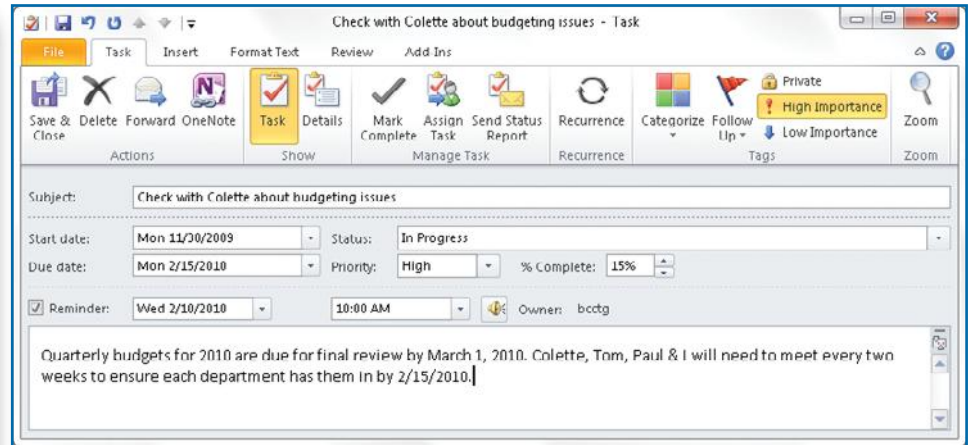 Check with Colette about budgeting issues - Task
File Task Insert Format Text Review Add-Ins
Save & Close Delete Forward OneNote Task Details Mark Complete Assign Task Send Status Report Recurrence Categorize Follow Up Private High Importance Low Importance Zoom
Actions Show Manage Task Recurrence Tags Zoom
Subject: Check with Colette about budgeting issues
Start date: Mon 11/30/2009 Status: In Progress
Due date: Mon 2/15/2010 Priority: High % Complete: 15%
Reminder: Wed 2/10/2010 10:00 AM Owner: bcctg
Quarterly budgets for 2010 are due for final review by March 1, 2010. Colette, Tom, Paul & I will need to meet every two
weeks to ensure each department has them in by 2/15/2010.